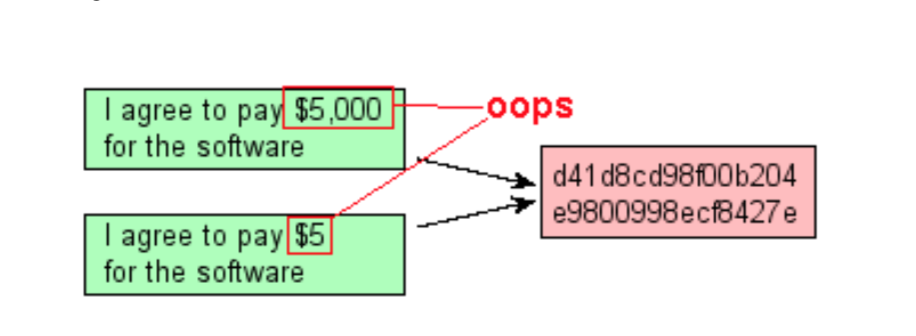 I agree to pay $5,000
for the software
oops
d41d8cd98f00b204
e9800998ecf8427e
I agree to pay $5
for the software